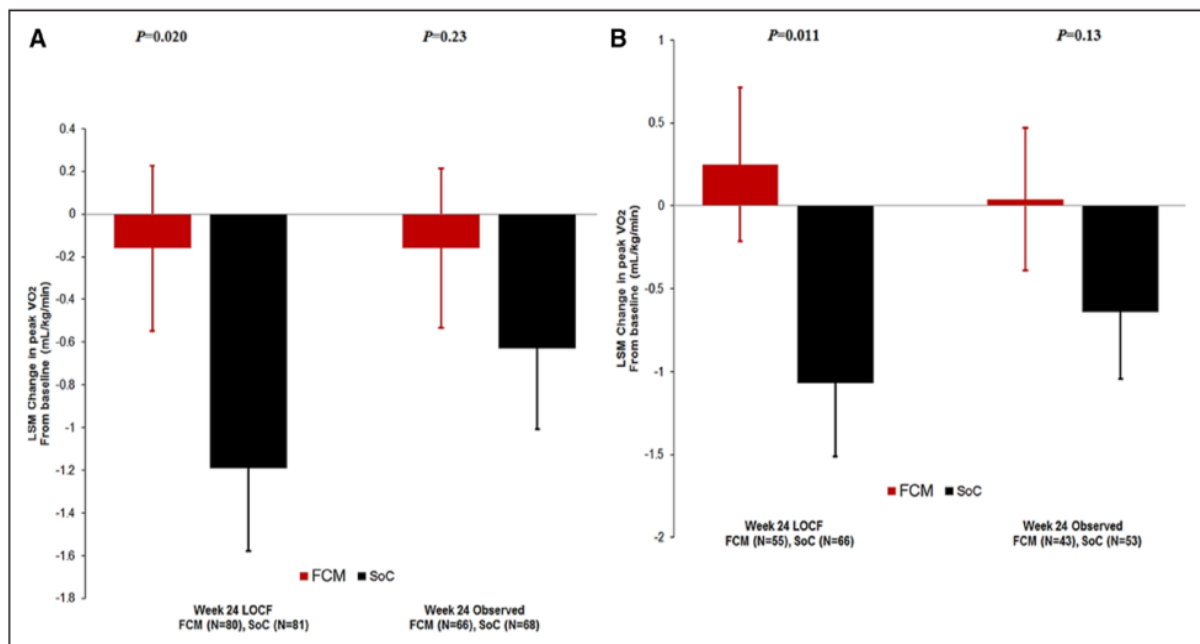 A
P=0.020
P=0.23
0.4
0.2
0
-0.2
-0.4
-0.6
-0.8
-1
-1.2
-1.4
-1.6
-1.8
LSM Change in peak VO2
From baseline (mL/kg/min)
FCM
SoC
Week 24 LOCF
FCM (N=80), SoC (N=81)
Week 24 Observed
FCM (N=66), SoC (N=68)
B
P=0.011
P=0.13
1
0.5
0
-0.5
-1
-1.5
-2
LSM Change in peak VO2
From baseline (mL/kg/min)
FCM
SoC
Week 24 LOCF
FCM (N=55), SoC (N=66)
Week 24 Observed
FCM (N=43), SoC (N=53)